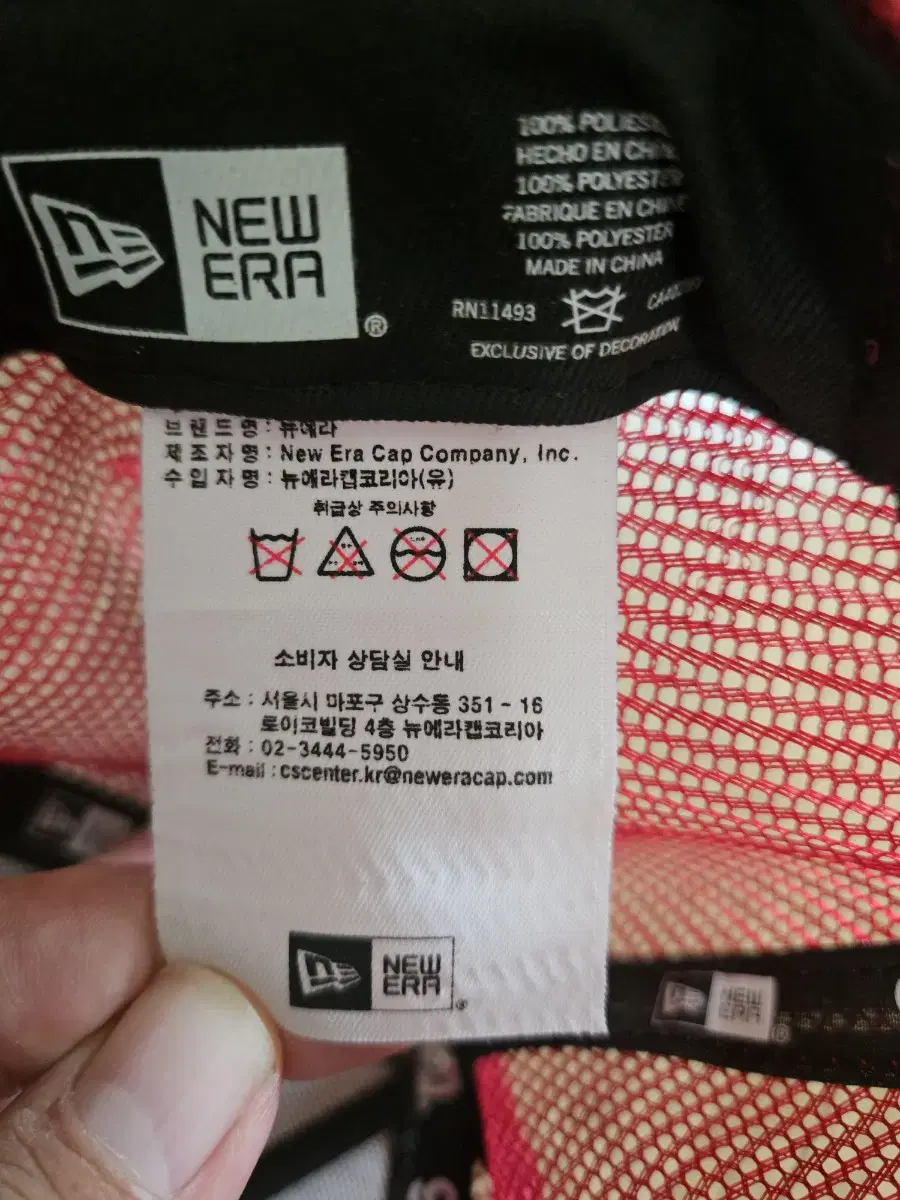 NEW
ERA
®
100%
HECHO EN
100%
FABRIQUE EN
100% POLYESTER
MADE IN CHINA
RN11493
EXCLUSIVE OF DECORATION
브랜드명 : 뉴에라
제조자명 : New Era Cap Company, Inc.
수입자명 : 뉴에라캡코리아(유)
취급상 주의사항
소비자 상담실 안내
주소 : 서울시 마포구 상수동 351 - 16
토이코빌딩 4층 뉴에라캡코리아
전화 : 02-3444-5950
E-mail : cscenter.kr@neweracap.com
NEW
ERA
®
NEW
ERA
®